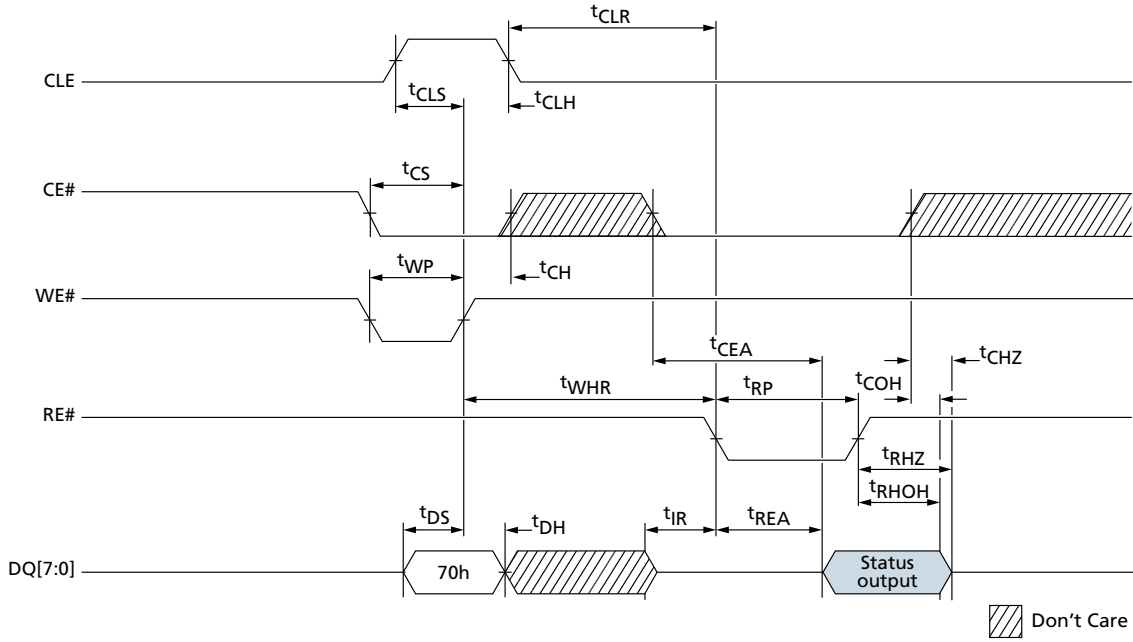 tCLR
CLE
tCLS
tCLH
tCS
CE#
tWP
tCH
WE#
tCEA
tCHZ
tWHR
tRP
tCOH
RE#
tRHZ
tRHOH
tDS
tDH
tIR
tREA
DQ[7:0]
70h
Status
output
Don't Care